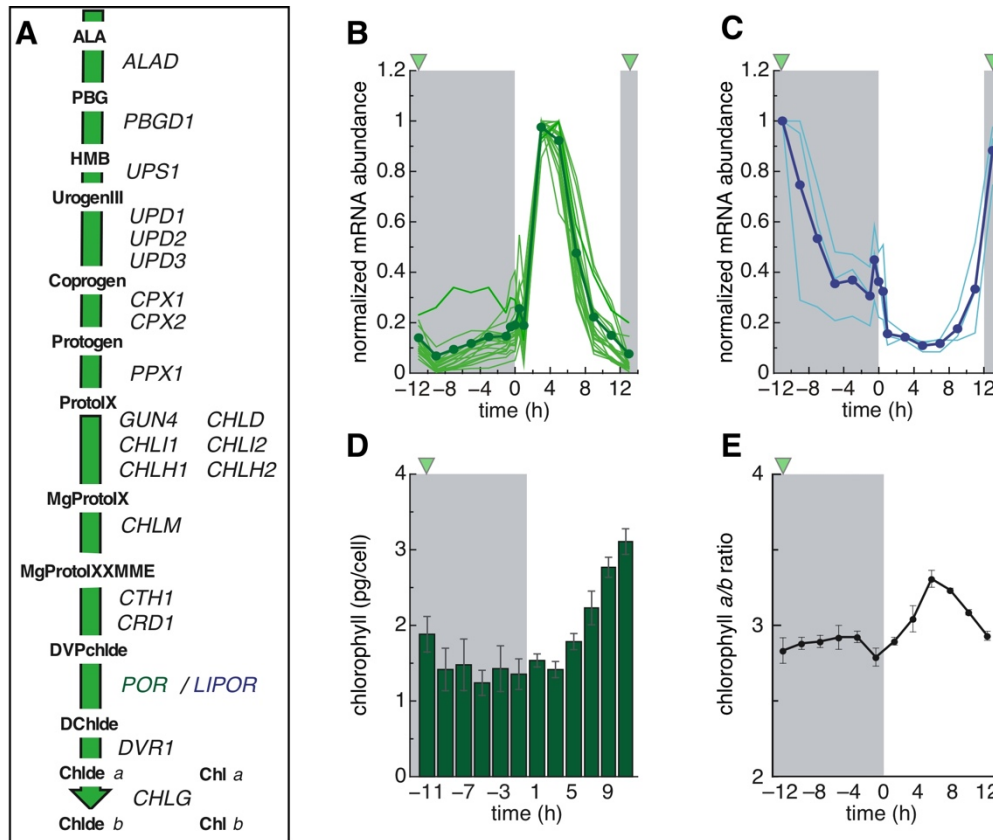 A
ALA
ALAD
PBG
PBGD1
HMB
UPS1
UrogenIII
UPD1
UPD2
UPD3
Coprogen
CPX1
CPX2
Protogen
PPX1
ProtoIX
GUN4 CHLD
CHLI1 CHLI2
CHLH1 CHLH2
MgProtoIX
CHLM
MgProtoIXXMME
CTH1
CRD1
DVPchlde
POR / LIPOR
DChlde
DVR1
Chlde a Chl a
CHLG
Chlde b Chl b
B
normalized mRNA abundance
1.2
1
0.8
0.6
0.4
0.2
0
−12 −8 −4 0 4 8 12
time (h)
C
normalized mRNA abundance
1.2
1
0.8
0.6
0.4
0.2
0
−12 −8 −4 0 4 8 12
time (h)
D
chlorophyll (pg/cell)
4
3
2
1
0
−11 −7 −3 1 5 9
time (h)
E
chlorophyll a/b ratio
4
3
2
−12 −8 −4 0 4 8 12
time (h)